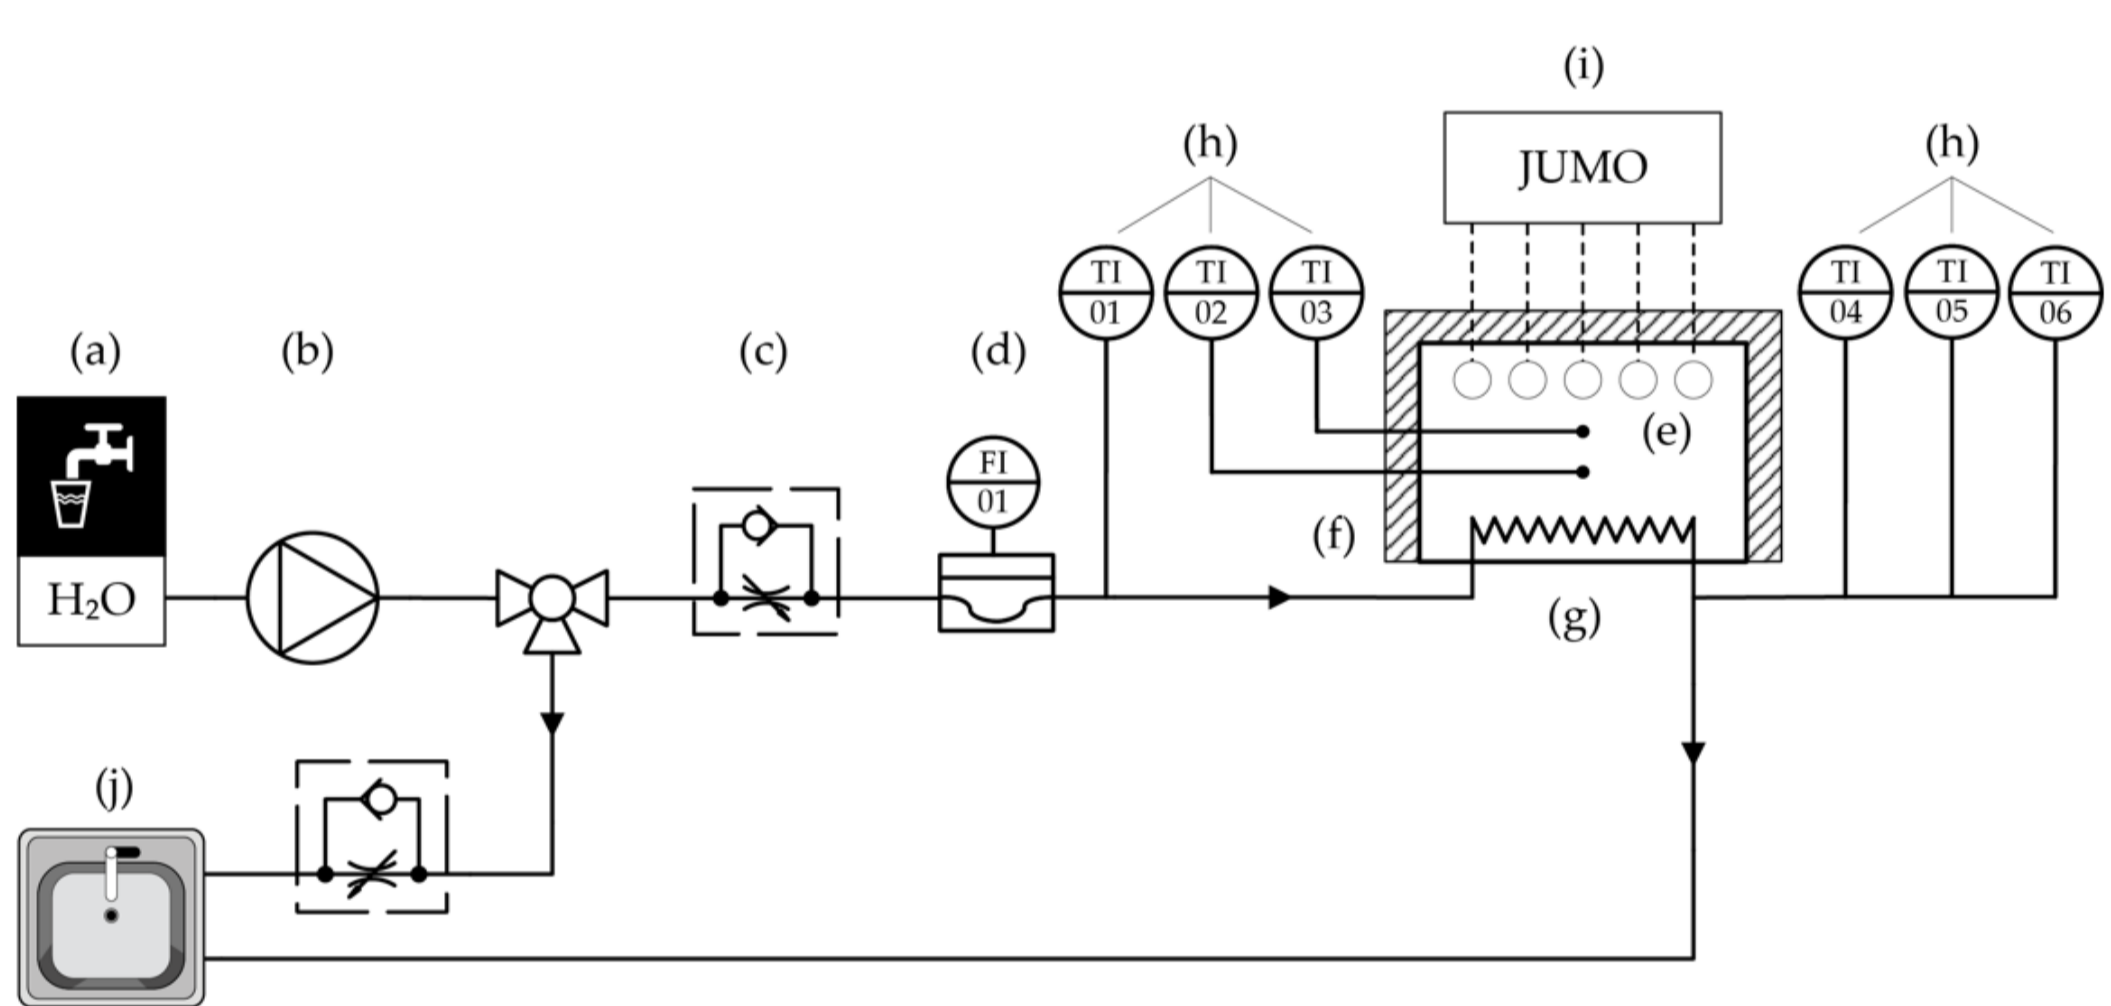 (i)
(h)
(h)
JUMO
TI
01
TI
02
TI
03
TI
04
TI
05
TI
06
(a)
(b)
(c)
(d)
(e)
FI
01
(f)
H₂O
(g)
(j)